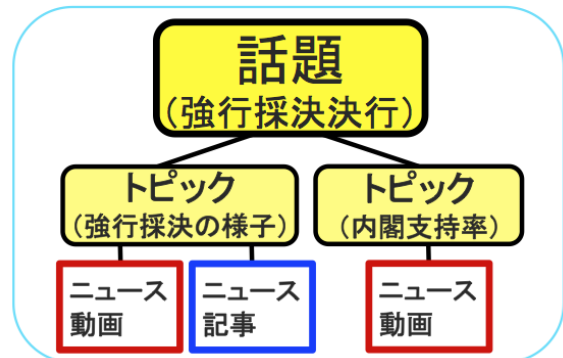 話題
(強行採決決行)
トピック
(強行採決の様子)
トピック
(内閣支持率)
ニュース
動画
ニュース
記事
ニュース
動画